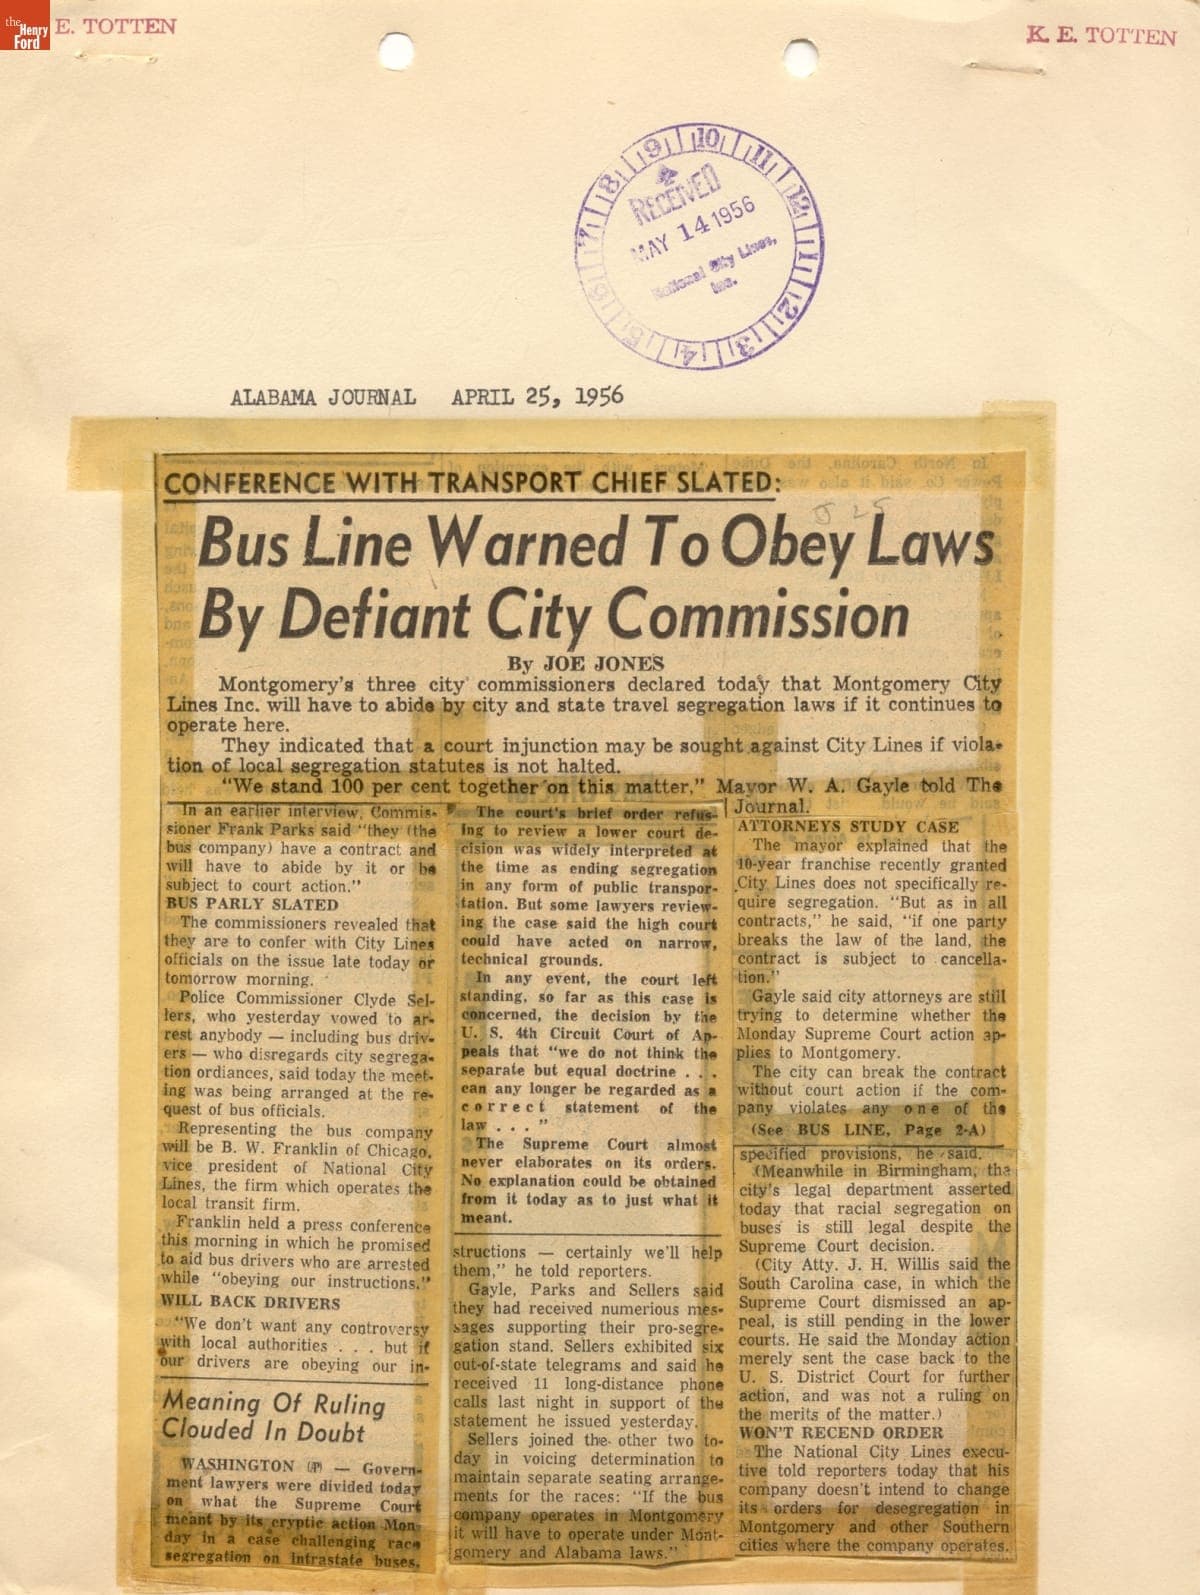 the
Henry
Ford
E. TOTTEN
K. E. TOTTEN
9 10 11 12 1 2 3 4 5 6 7 8
RECEIVED
MAY 14 1956
National City Lines,
Inc.
ALABAMA JOURNAL APRIL 25, 1956
CONFERENCE WITH TRANSPORT CHIEF SLATED:
Bus Line Warned To Obey Laws
By Defiant City Commission
By JOE JONES
Montgomery's three city commissioners declared today that Montgomery City
Lines Inc. will have to abide by city and state travel segregation laws if it continues to
operate here.
They indicated that a court injunction may be sought against City Lines if viola-
tion of local segregation statutes is not halted.
"We stand 100 per cent together on this matter," Mayor W. A. Gayle told The
Journal.
In an earlier interview, Commis-
sioner Frank Parks said "they (the
bus company) have a contract and
will have to abide by it or be
subject to court action."
BUS PARLY SLATED
The commissioners revealed that
they are to confer with City Lines
officials on the issue late today or
tomorrow morning.
Police Commissioner Clyde Sel-
lers, who yesterday vowed to ar-
rest anybody — including bus driv-
ers — who disregards city segrega-
tion ordiances, said today the meet-
ing was being arranged at the re-
quest of bus officials.
Representing the bus company
will be B. W. Franklin of Chicago,
vice president of National City
Lines, the firm which operates the
local transit firm.
Franklin held a press conference
this morning in which he promised
to aid bus drivers who are arrested
while "obeying our instructions."
WILL BACK DRIVERS
"We don't want any controversy
with local authorities . . . but if
our drivers are obeying our in-
Meaning Of Ruling
Clouded In Doubt
WASHINGTON (AP) — Govern-
ment lawyers were divided today
on what the Supreme Court
meant by its cryptic action Mon-
day in a case challenging race
segregation on intrastate buses.
The court's brief order refus-
ing to review a lower court de-
cision was widely interpreted at
the time as ending segregation
in any form of public transpor-
tation. But some lawyers review-
ing the case said the high court
could have acted on narrow,
technical grounds.
In any event, the court left
standing, so far as this case is
concerned, the decision by the
U. S. 4th Circuit Court of Ap-
peals that "we do not think the
separate but equal doctrine . . .
can any longer be regarded as a
correct statement of the
law . . . "
The Supreme Court almost
never elaborates on its orders.
No explanation could be obtained
from it today as to just what it
meant.
structions — certainly we'll help
them," he told reporters.
Gayle, Parks and Sellers said
they had received numerious mes-
sages supporting their pro-segre-
gation stand. Sellers exhibited six
out-of-state telegrams and said he
received 11 long-distance phone
calls last night in support of the
statement he issued yesterday.
Sellers joined the other two to-
day in voicing determination to
maintain separate seating arrange-
ments for the races: "If the bus
company operates in Montgomery
it will have to operate under Mont-
gomery and Alabama laws."
ATTORNEYS STUDY CASE
The mayor explained that the
10-year franchise recently granted
City Lines does not specifically re-
quire segregation. "But as in all
contracts," he said, "if one party
breaks the law of the land, the
contract is subject to cancella-
tion."
Gayle said city attorneys are still
trying to determine whether the
Monday Supreme Court action ap-
plies to Montgomery.
The city can break the contract
without court action if the com-
pany violates any one of the
(See BUS LINE, Page 2-A)
specified provisions, he said.
(Meanwhile in Birmingham, the
city's legal department asserted
today that racial segregation on
buses is still legal despite the
Supreme Court decision.
(City Atty. J. H. Willis said the
South Carolina case, in which the
Supreme Court dismissed an ap-
peal, is still pending in the lower
courts. He said the Monday action
merely sent the case back to the
U. S. District Court for further
action, and was not a ruling on
the merits of the matter.)
WON'T RECEND ORDER
The National City Lines execu-
tive told reporters today that his
company doesn't intend to change
its orders for desegregation in
Montgomery and other Southern
cities where the company operates.